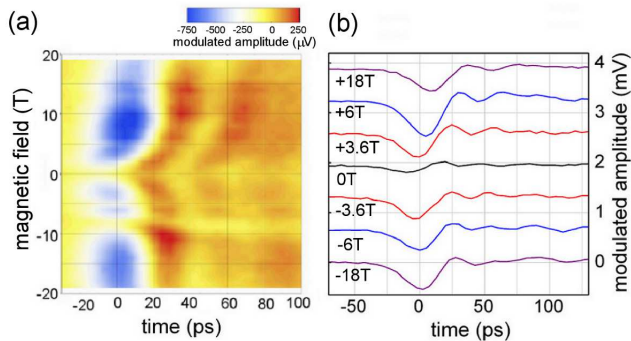 (a)
-750 -500 -250 0 250
modulated amplitude (µV)
magnetic field (T)
20
10
0
-10
-20
-20 0 20 40 60 80 100
time (ps)
(b)
+18T
+6T
+3.6T
0T
-3.6T
-6T
-18T
4 mV
3
2
1
0
modulated amplitude
-50 0 50 100
time (ps)